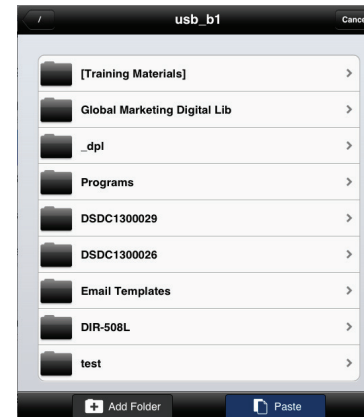 / usb_b1 Cance
[Training Materials]
Global Marketing Digital Lib
_dpl
Programs
DSDC1300029
DSDC1300026
Email Templates
DIR-508L
test
Add Folder Paste